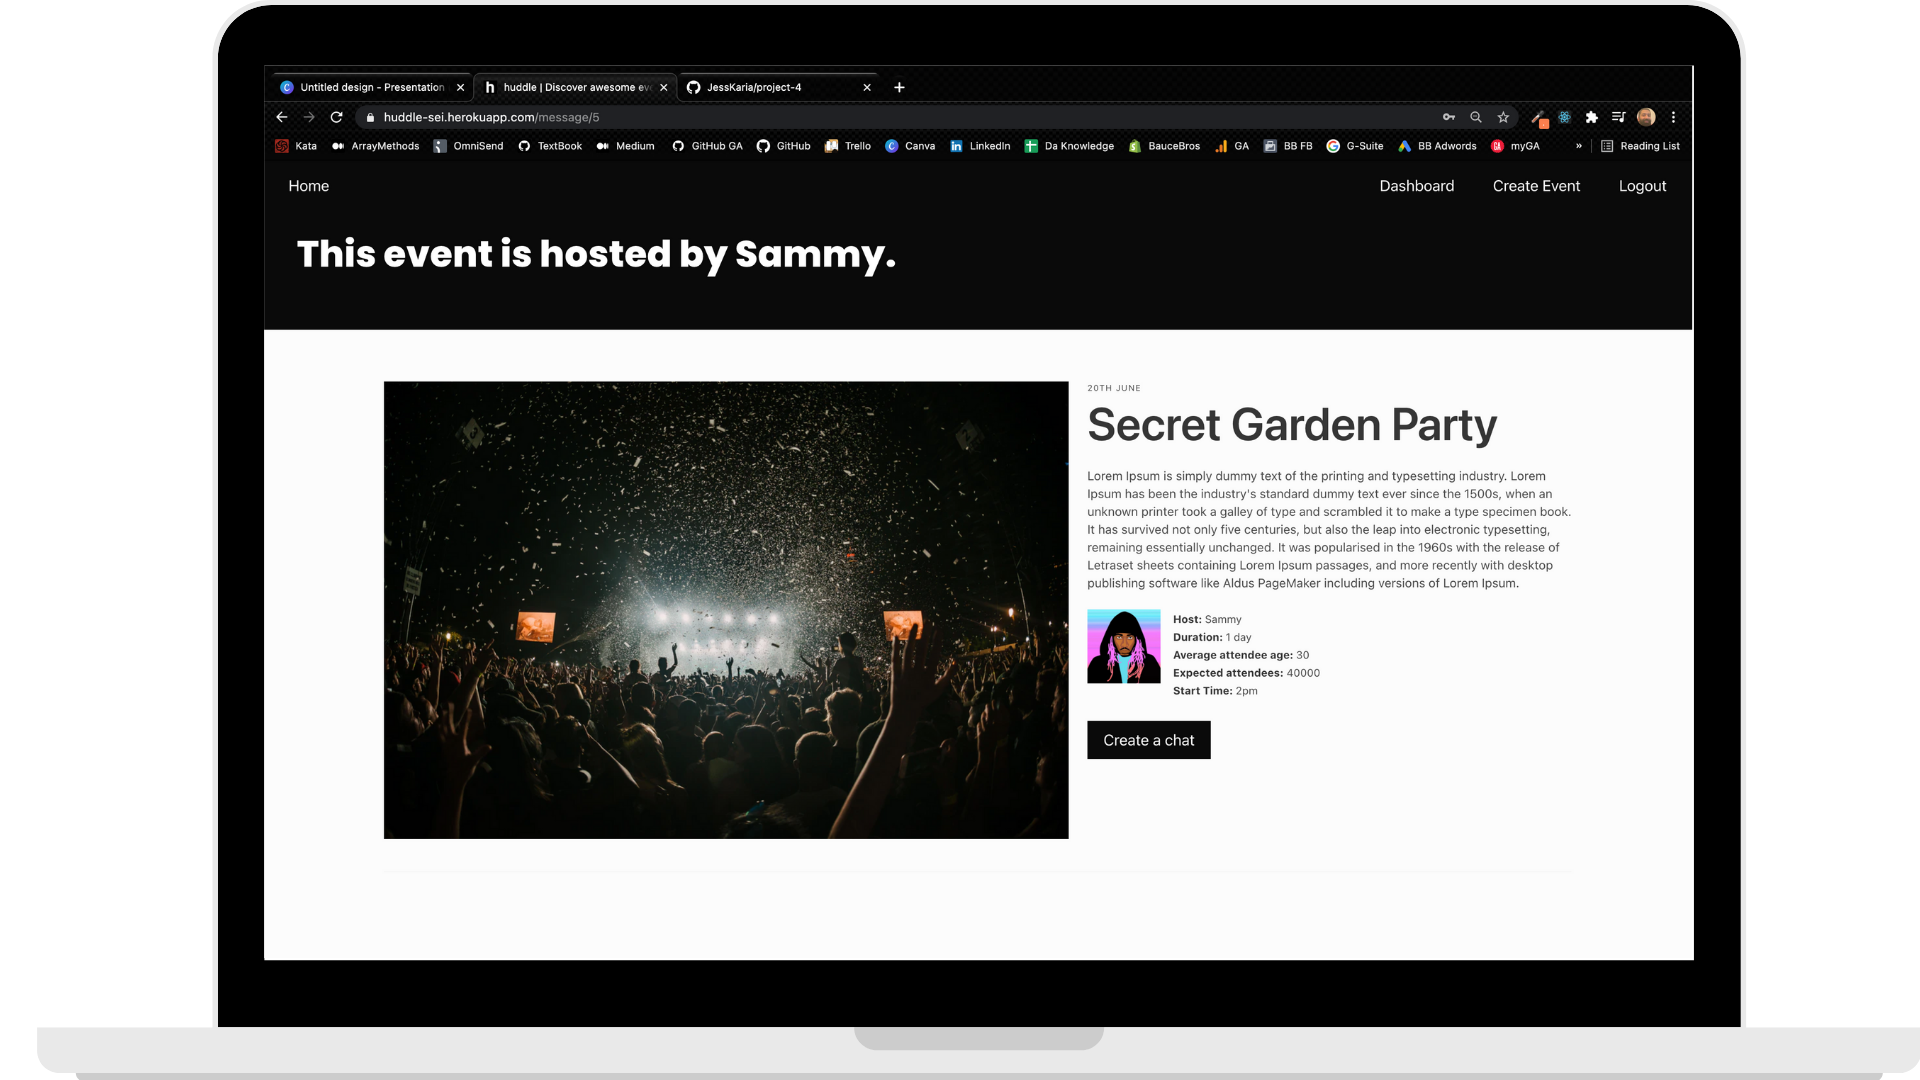 Untitled design - Presentation
huddle | Discover awesome ev
JessKaria/project-4
huddle-sei.herokuapp.com/message/5
Kata ArrayMethods OmniSend TextBook Medium GitHub GA GitHub Trello Canva LinkedIn Da Knowledge BauceBros GA BB FB G-Suite BB Adwords myGA » Reading List
Home Dashboard Create Event Logout
This event is hosted by Sammy.
20TH JUNE
Secret Garden Party
Lorem Ipsum is simply dummy text of the printing and typesetting industry. Lorem
Ipsum has been the industry's standard dummy text ever since the 1500s, when an
unknown printer took a galley of type and scrambled it to make a type specimen book.
It has survived not only five centuries, but also the leap into electronic typesetting,
remaining essentially unchanged. It was popularised in the 1960s with the release of
Letraset sheets containing Lorem Ipsum passages, and more recently with desktop
publishing software like Aldus PageMaker including versions of Lorem Ipsum.
Host: Sammy
Duration: 1 day
Average attendee age: 30
Expected attendees: 40000
Start Time: 2pm
Create a chat